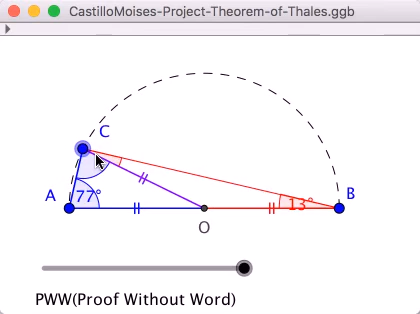 CastilloMoises-Project-Theorem-of-Thales.ggb
C
A
77°
13°
B
O
PWW(Proof Without Word)